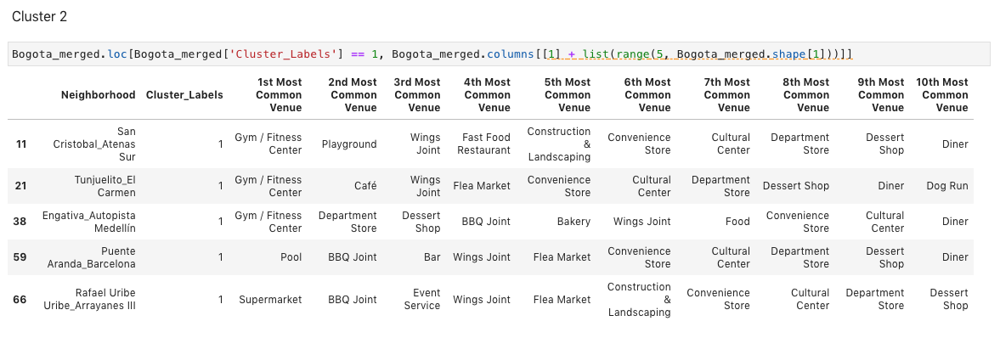 Cluster 2
Bogota_merged.loc[Bogota_merged['Cluster_Labels'] == 1, Bogota_merged.columns[[1] + list(range(5, Bogota_merged.shape[1]))]]
Neighborhood Cluster_Labels 1st Most Common Venue 2nd Most Common Venue 3rd Most Common Venue 4th Most Common Venue 5th Most Common Venue 6th Most Common Venue 7th Most Common Venue 8th Most Common Venue 9th Most Common Venue 10th Most Common Venue
11 San Cristobal_Atenas Sur 1 Gym / Fitness Center Playground Wings Joint Fast Food Restaurant Construction & Landscaping Convenience Store Cultural Center Department Store Dessert Shop Diner
21 Tunjuelito_El Carmen 1 Gym / Fitness Center Café Wings Joint Flea Market Convenience Store Cultural Center Department Store Dessert Shop Diner Dog Run
38 Engativa_Autopista Medellín 1 Gym / Fitness Center Department Store Dessert Shop BBQ Joint Bakery Wings Joint Food Convenience Store Cultural Center Diner
59 Puente Aranda_Barcelona 1 Pool BBQ Joint Bar Wings Joint Flea Market Convenience Store Cultural Center Department Store Dessert Shop Diner
66 Rafael Uribe Uribe_Arrayanes III 1 Supermarket BBQ Joint Event Service Wings Joint Flea Market Construction & Landscaping Convenience Store Cultural Center Department Store Dessert Shop